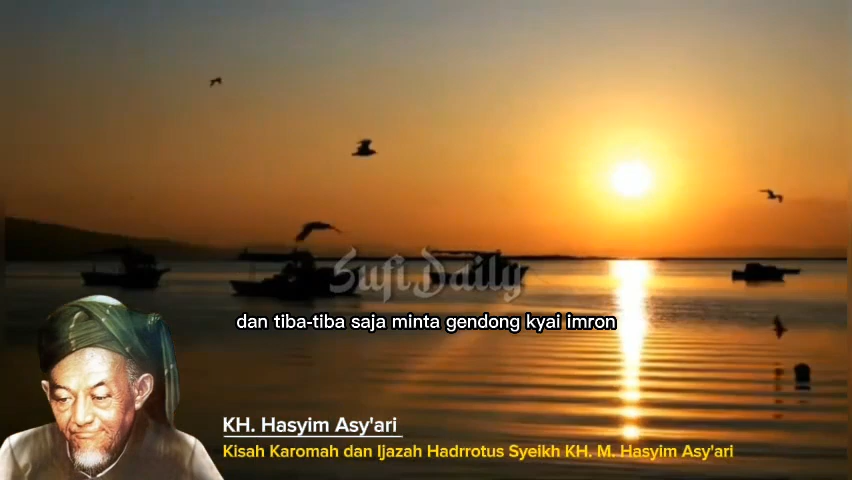 Sufi Daily
dan tiba-tiba saja minta gendong kyai imron
KH. Hasyim Asy'ari
Kisah Karomah dan Ijazah Hadrrotus Syeikh KH. M. Hasyim Asy'ari